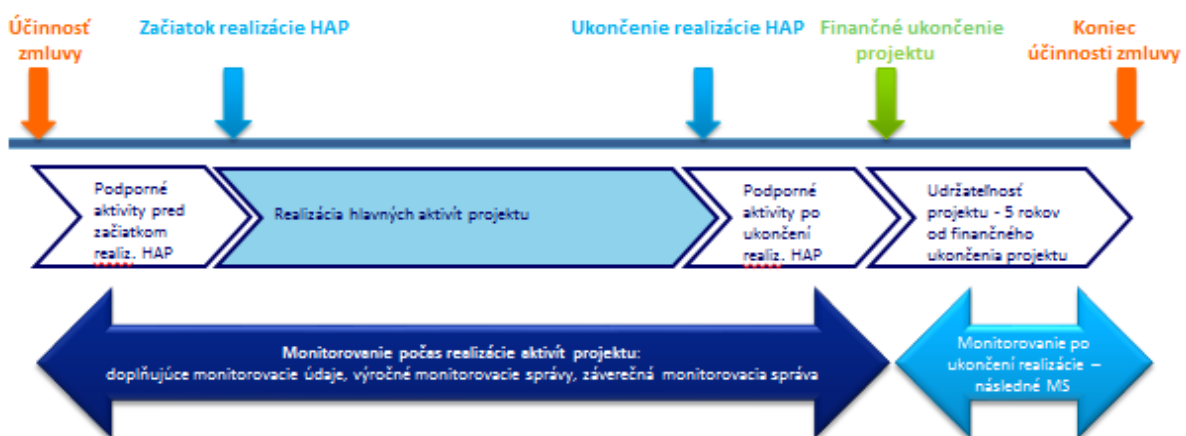 Účinnosť
zmluvy
Začiatok realizácie HAP
Ukončenie realizácie HAP
Finančné ukončenie
projektu
Koniec
účinnosti zmluvy
Podporné
aktivity pred
začiatkom
realiz. HAP
Realizácia hlavných aktivít projektu
Podporné
aktivity po
ukončení
realiz. HAP
Udržateľnosť
projektu - 5 rokov
od finančného
ukončenia projektu
Monitorovanie počas realizácie aktivít projektu:
doplňujúce monitorovacie údaje, výročné monitorovacie správy, záverečná monitorovacia správa
Monitorovanie po
ukončení realizácie –
následné MS